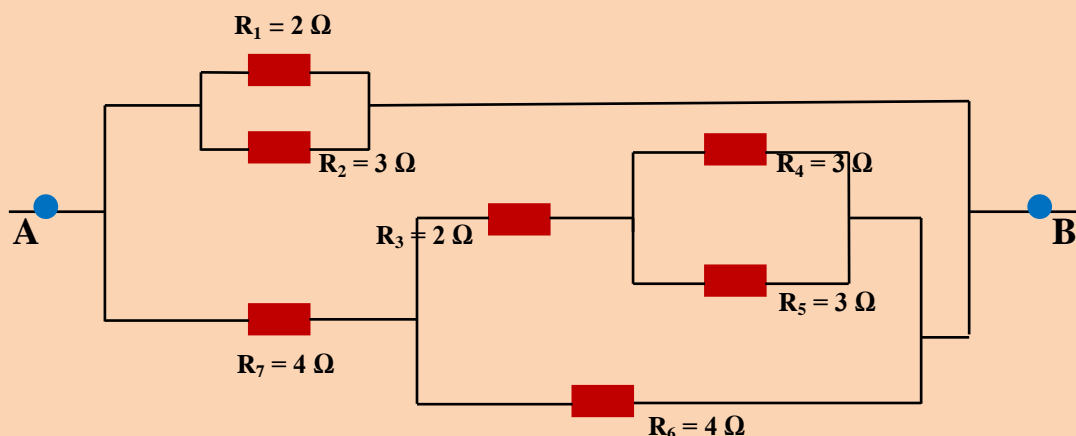 R₁ = 2 Ω
R₂ = 3 Ω
R₄ = 3 Ω
A
R₃ = 2 Ω
B
R₅ = 3 Ω
R₇ = 4 Ω
R₆ = 4 Ω